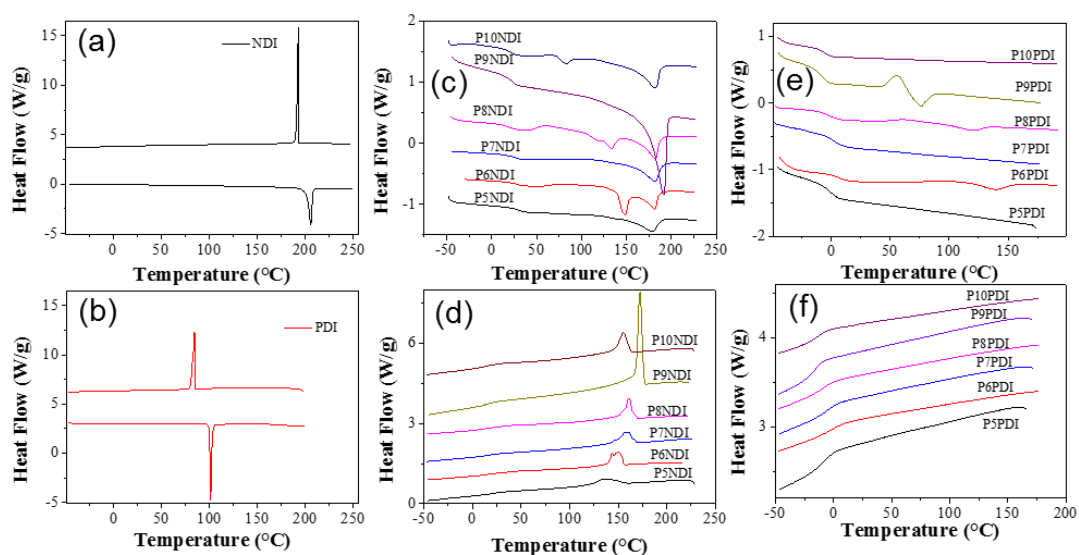 (a)
NDI
15
10
5
0
-5
0 50 100 150 200 250
Heat Flow (W/g)
Temperature (°C)
(b)
PDI
15
10
5
0
-5
0 50 100 150 200 250
Heat Flow (W/g)
Temperature (°C)
(c)
P10NDI
P9NDI
P8NDI
P7NDI
P6NDI
P5NDI
2
1
0
-1
-50 0 50 100 150 200 250
Heat Flow (W/g)
Temperature (°C)
(d)
P10NDI
P9NDI
P8NDI
P7NDI
P6NDI
P5NDI
6
3
0
-50 0 50 100 150 200 250
Heat Flow (W/g)
Temperature (°C)
(e)
P10PDI
P9PDI
P8PDI
P7PDI
P6PDI
P5PDI
1
0
-1
-2
0 50 100 150
Heat Flow (W/g)
Temperature (°C)
(f)
P10PDI
P9PDI
P8PDI
P7PDI
P6PDI
P5PDI
4
3
-50 0 50 100 150 200
Heat Flow (W/g)
Temperature (°C)